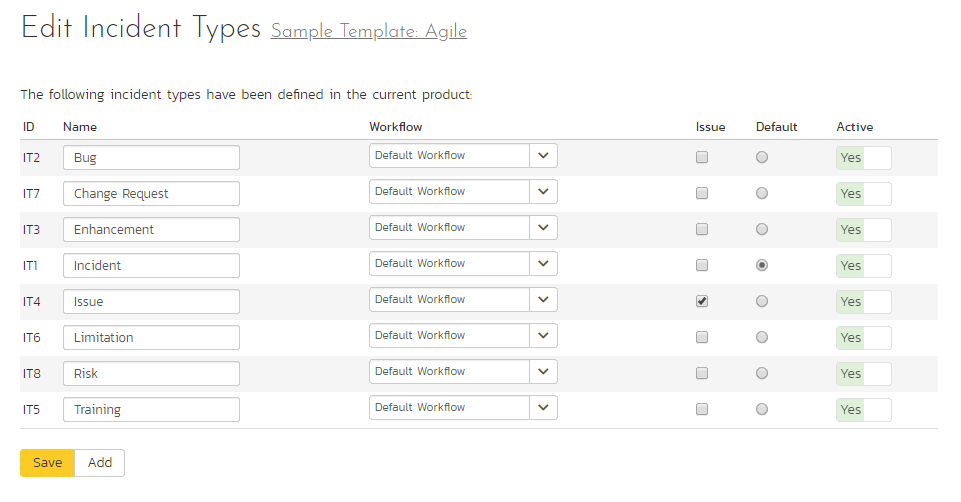 Edit Incident Types Sample Template: Agile
The following incident types have been defined in the current product:
ID Name Workflow Issue Default Active
IT2 Bug Default Workflow Yes
IT7 Change Request Default Workflow Yes
IT3 Enhancement Default Workflow Yes
IT1 Incident Default Workflow Yes
IT4 Issue Default Workflow Yes
IT6 Limitation Default Workflow Yes
IT8 Risk Default Workflow Yes
IT5 Training Default Workflow Yes
Save Add